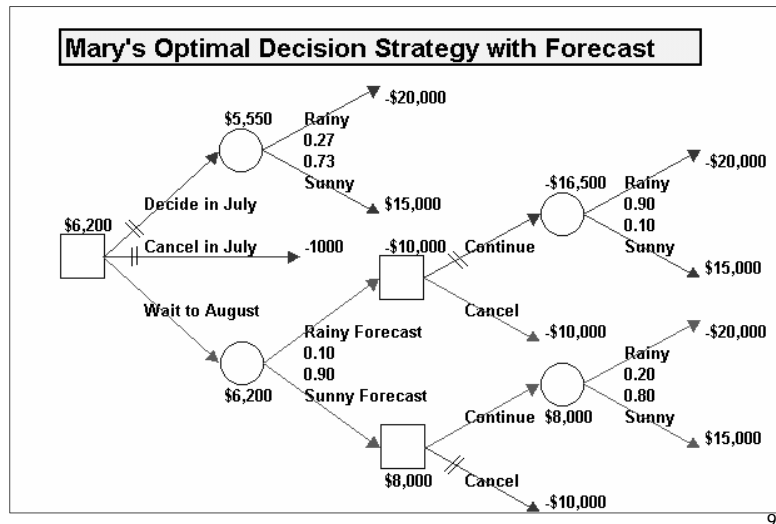 Mary's Optimal Decision Strategy with Forecast
$5,550
Rainy
0.27
0.73
Sunny
-$20,000
$15,000
Decide in July
$6,200
Cancel in July
-1000
Wait to August
$6,200
Rainy Forecast
0.10
0.90
Sunny Forecast
-$10,000
Continue
Cancel
-$10,000
-$16,500
Rainy
0.90
0.10
Sunny
-$20,000
$15,000
$8,000
Continue
Cancel
-$10,000
$8,000
Rainy
0.20
0.80
Sunny
-$20,000
$15,000
9